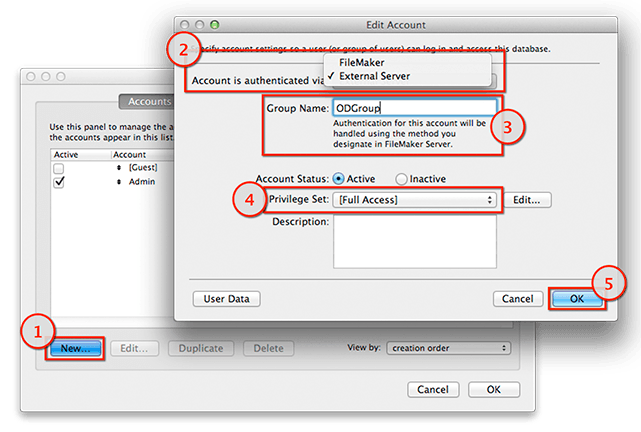 Edit Account
2
Specify account settings so a user (or group of users) can log in and access this database.
FileMaker
Account is authenticated via
✓ External Server
Group Name: ODGroup
Authentication for this account will be
handled using the method you
designate in FileMaker Server.
3
Accounts
Use this panel to manage the a
the accounts appear in this list.
Active Account
[Guest]
Admin
Account Status: Active Inactive
4
Privilege Set: [Full Access] Edit...
Description:
5
User Data Cancel OK
1
New... Edit... Duplicate Delete View by: creation order
Cancel OK